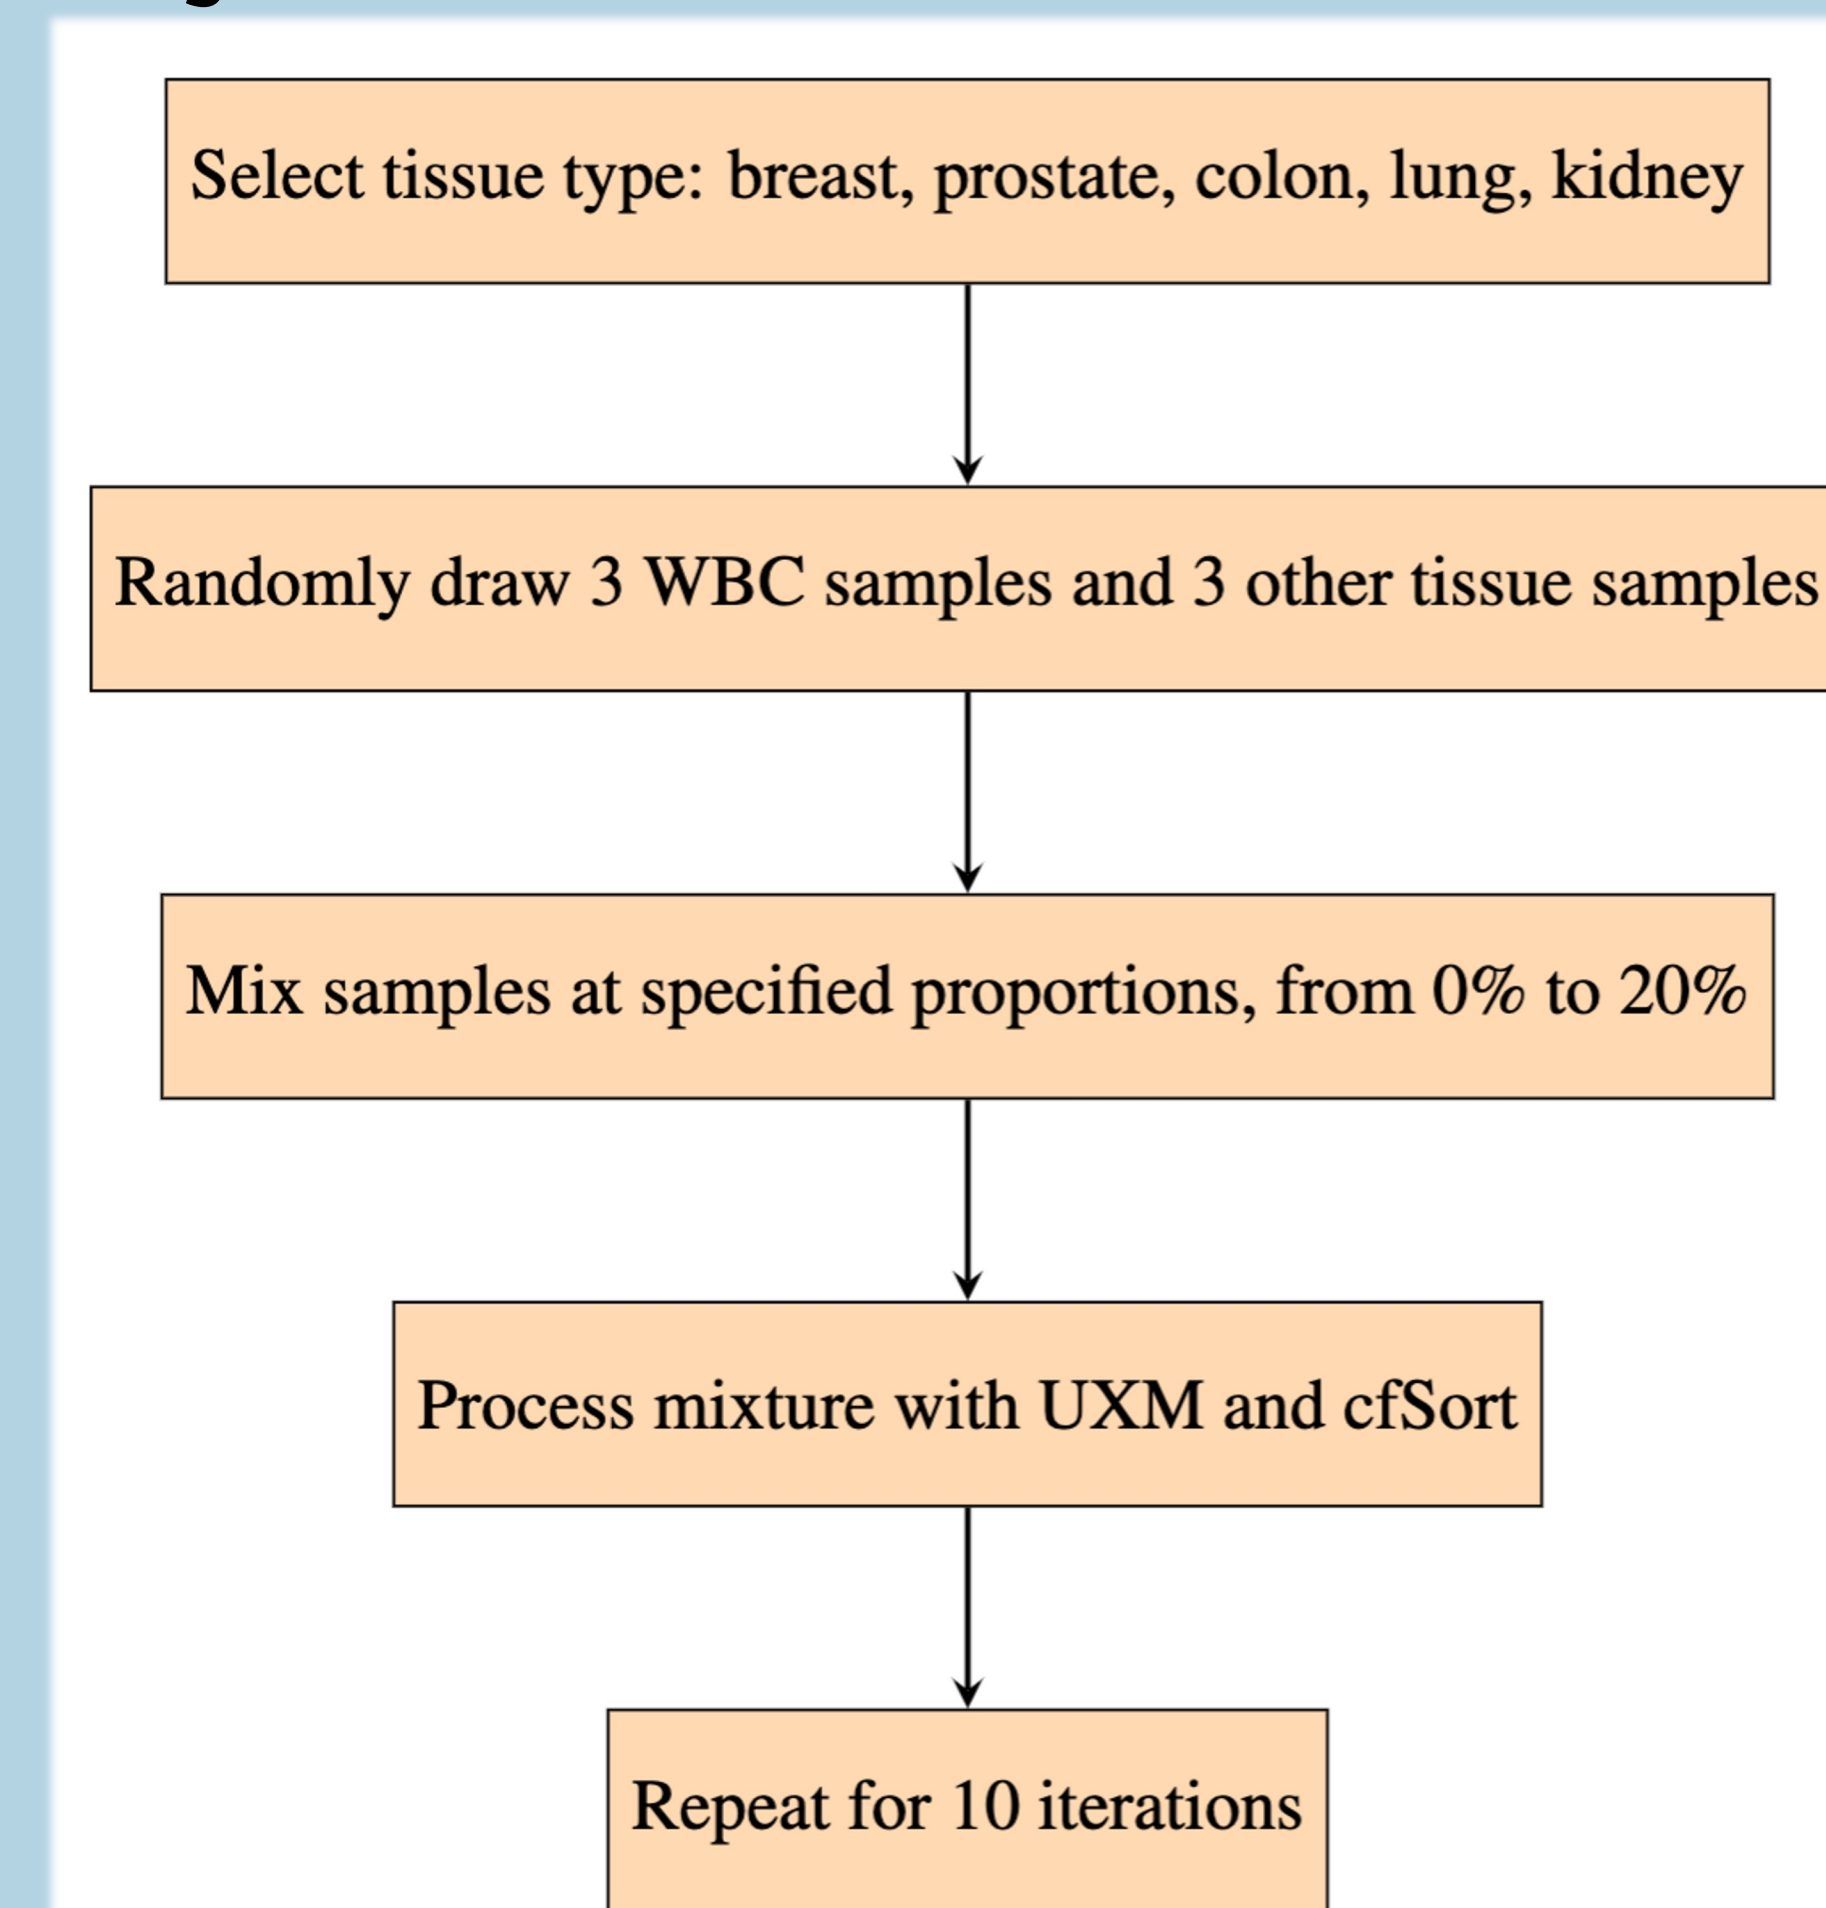 Select tissue type: breast, prostate, colon, lung, kidney
Randomly draw 3 WBC samples and 3 other tissue samples
Mix samples at specified proportions, from 0% to 20%
Process mixture with UXM and cfSort
Repeat for 10 iterations